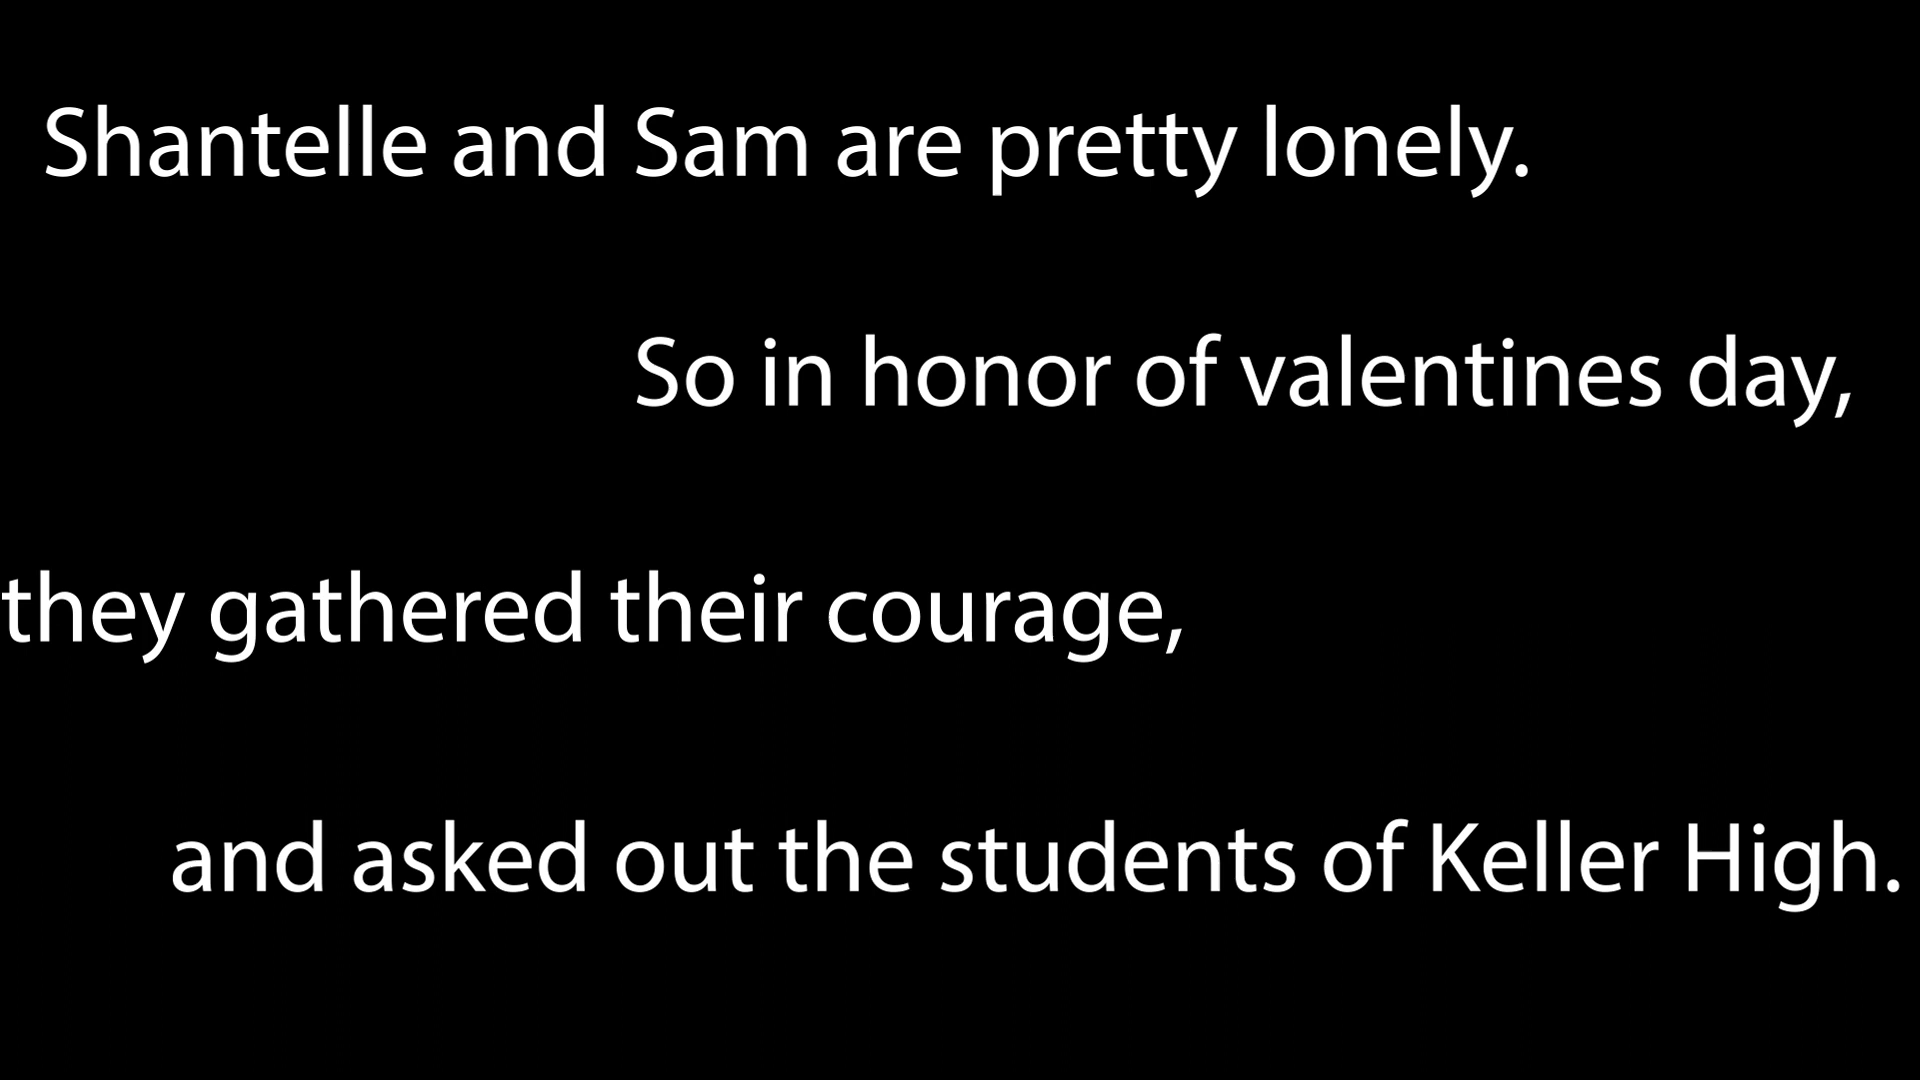 Shantelle and Sam are pretty lonely.
So in honor of valentines day,
they gathered their courage,
and asked out the students of Keller High.